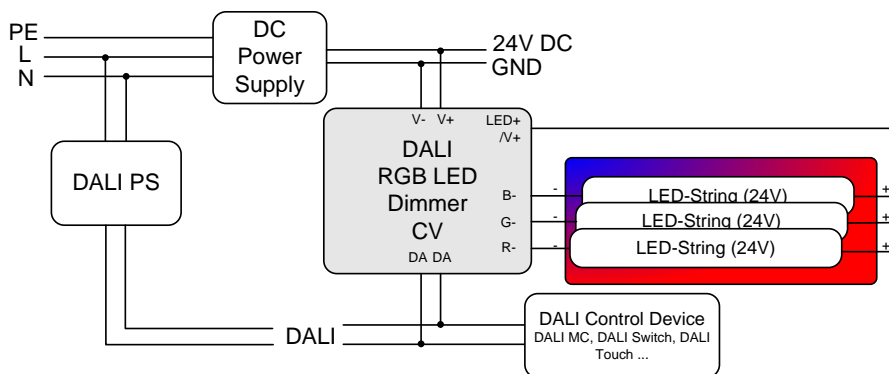 PE
L
N
DC
Power
Supply
24V DC
GND
DALI PS
V- V+ LED+
/V+
DALI
RGB LED
Dimmer
CV
B-
G-
R-
DA DA
- LED-String (24V) +
- LED-String (24V) +
- LED-String (24V) +
DALI
DALI Control Device
DALI MC, DALI Switch, DALI
Touch ...